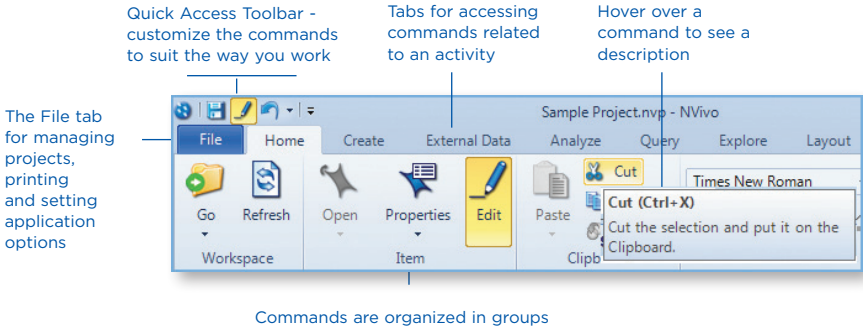 Quick Access Toolbar -
customize the commands
to suit the way you work
Tabs for accessing
commands related
to an activity
Hover over a
command to see a
description
The File tab
for managing
projects,
printing
and setting
application
options
Sample Project.nvp - NVivo
File Home Create External Data Analyze Query Explore Layout
Go Refresh Open Properties Edit Paste
Cut
Times New Roman
Cut (Ctrl+X)
Cut the selection and put it on the
Clipboard.
Workspace Item Clipb
Commands are organized in groups